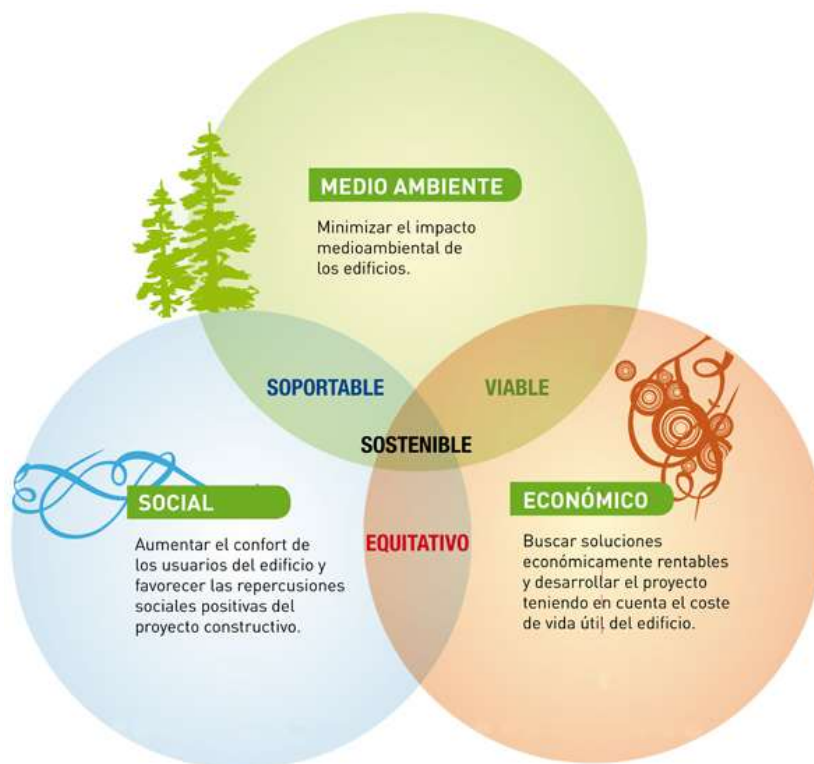 MEDIO AMBIENTE
Minimizar el impacto
medioambiental de
los edificios.
SOPORTABLE
VIABLE
SOSTENIBLE
SOCIAL
Aumentar el confort de
los usuarios del edificio y
favorecer las repercusiones
sociales positivas del
proyecto constructivo.
EQUITATIVO
ECONÓMICO
Buscar soluciones
económicamente rentables
y desarrollar el proyecto
teniendo en cuenta el coste
de vida útil del edificio.